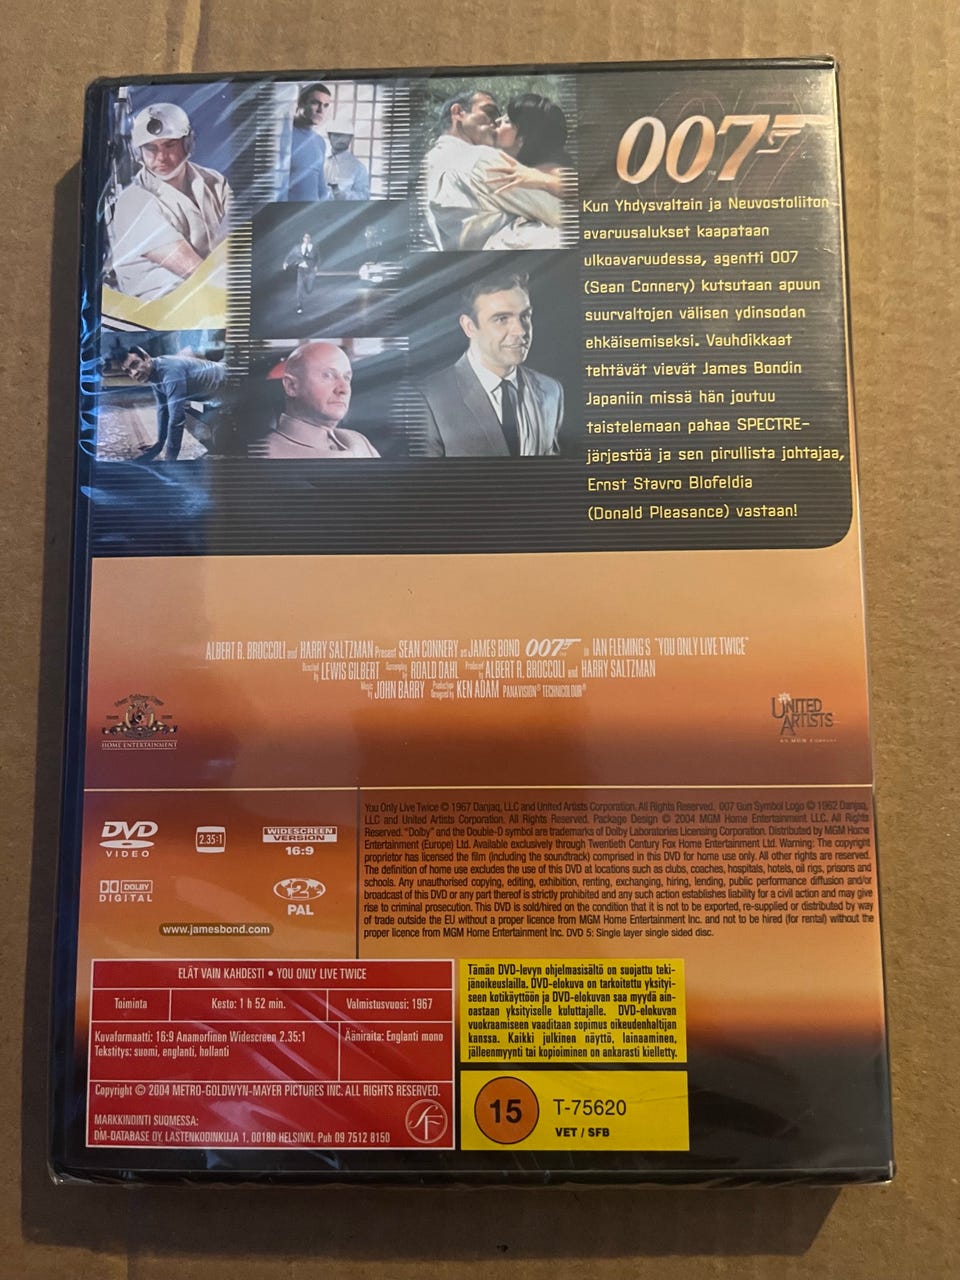 007
Kun Yhdysvaltain ja Neuvostoliiton
avaruusalukset kaapataan
ulkoavaruudessa, agentti 007
(Sean Connery) kutsutaan apuun
suurvaltojen välisen ydinsodan
ehkäisemiseksi. Vauhdikkaat
tehtävät vievät James Bondin
Japaniin missä hän joutuu
taistelemaan pahaa SPECTRE-
järjestöä ja sen pirullista johtajaa,
Ernst Stavro Blofeldia
(Donald Pleasance) vastaan!
ALBERT R. BROCCOLI and HARRY SALTZMAN Present SEAN CONNERY as JAMES BOND 007 in IAN FLEMING'S "YOU ONLY LIVE TWICE"
Directed by LEWIS GILBERT Screenplay by ROALD DAHL Produced by ALBERT R. BROCCOLI and HARRY SALTZMAN
Music by JOHN BARRY Production Designed by KEN ADAM PANAVISION® TECHNICOLOUR®
HOME ENTERTAINMENT
UNITED
ARTISTS
AN MGM COMPANY
DVD
VIDEO
2.35:1
WIDESCREEN
VERSION
16:9
DOLBY
DIGITAL
2
PAL
www.jamesbond.com
You Only Live Twice © 1967 Danjaq, LLC and United Artists Corporation. All Rights Reserved. 007 Gun Symbol Logo © 1962 Danjaq,
LLC and United Artists Corporation. All Rights Reserved. Package Design © 2004 MGM Home Entertainment LLC. All Rights
Reserved. "Dolby" and the Double-D symbol are trademarks of Dolby Laboratories Licensing Corporation. Distributed by MGM Home
Entertainment (Europe) Ltd. Available exclusively through Twentieth Century Fox Home Entertainment Ltd. Warning: The copyright
proprietor has licensed the film (including the soundtrack) comprised in this DVD for home use only. All other rights are reserved.
The definition of home use excludes the use of this DVD at locations such as clubs, coaches, hospitals, hotels, oil rigs, prisons and
schools. Any unauthorised copying, editing, exhibition, renting, exchanging, hiring, lending, public performance diffusion and/or
broadcast of this DVD or any part thereof is strictly prohibited and any such action establishes liability for a civil action and may give
rise to criminal prosecution. This DVD is sold/hired on the condition that it is not to be exported, re-supplied or distributed by way
of trade outside the EU without a proper licence from MGM Home Entertainment Inc. and not to be hired (for rental) without the
proper licence from MGM Home Entertainment Inc. DVD 5: Single layer single sided disc.
ELÄT VAIN KAHDESTI • YOU ONLY LIVE TWICE
Toiminta
Kesto: 1 h 52 min.
Valmistusvuosi: 1967
Kuvaformaatti: 16:9 Anamorfinen Widescreen 2.35:1
Tekstitys: suomi, englanti, hollanti
Ääniraita: Englanti mono
Copyright © 2004 METRO-GOLDWYN-MAYER PICTURES INC. ALL RIGHTS RESERVED.
MARKKINOINTI SUOMESSA:
DM-DATABASE OY, LASTENKODINKUJA 1, 00180 HELSINKI, Puh 09 7512 8150
SF
Tämän DVD-levyn ohjelmasisältö on suojattu teki-
jänoikeuslailla. DVD-elokuva on tarkoitettu yksityi-
seen kotikäyttöön ja DVD-elokuvan saa myydä ain-
oastaan yksityiselle kuluttajalle. DVD-elokuvan
vuokraamiseen vaaditaan sopimus oikeudenhaltijan
kanssa. Kaikki julkinen näyttö, lainaaminen,
jälleenmyynti tai kopioiminen on ankarasti kielletty.
15
T-75620
VET / SFB